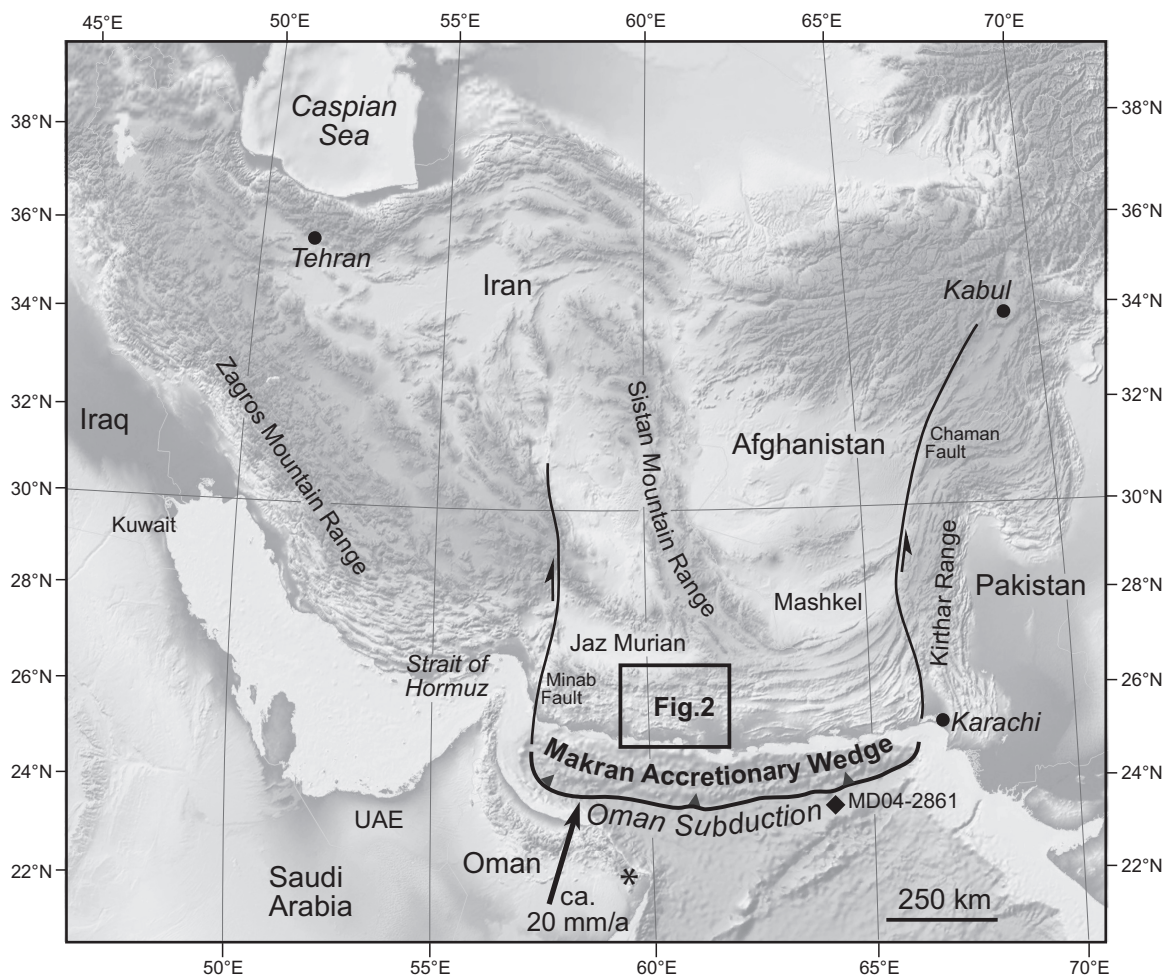 45°E 50°E 55°E 60°E 65°E 70°E
Caspian
Sea
38°N 38°N
36°N 36°N
Tehran
Iran
Kabul
34°N 34°N
Zagros Mountain Range
Sistan Mountain Range
32°N 32°N
Iraq
Afghanistan
Chaman
Fault
30°N 30°N
Kuwait
Kirthar Range
28°N 28°N
Mashkel
Pakistan
Jaz Murian
Strait of
Hormuz
26°N 26°N
Minab
Fault
Fig.2
Karachi
Makran Accretionary Wedge
24°N 24°N
Oman Subduction
MD04-2861
UAE
Oman
22°N 22°N
Saudi
Arabia
*
ca.
20 mm/a
250 km
50°E 55°E 60°E 65°E 70°E